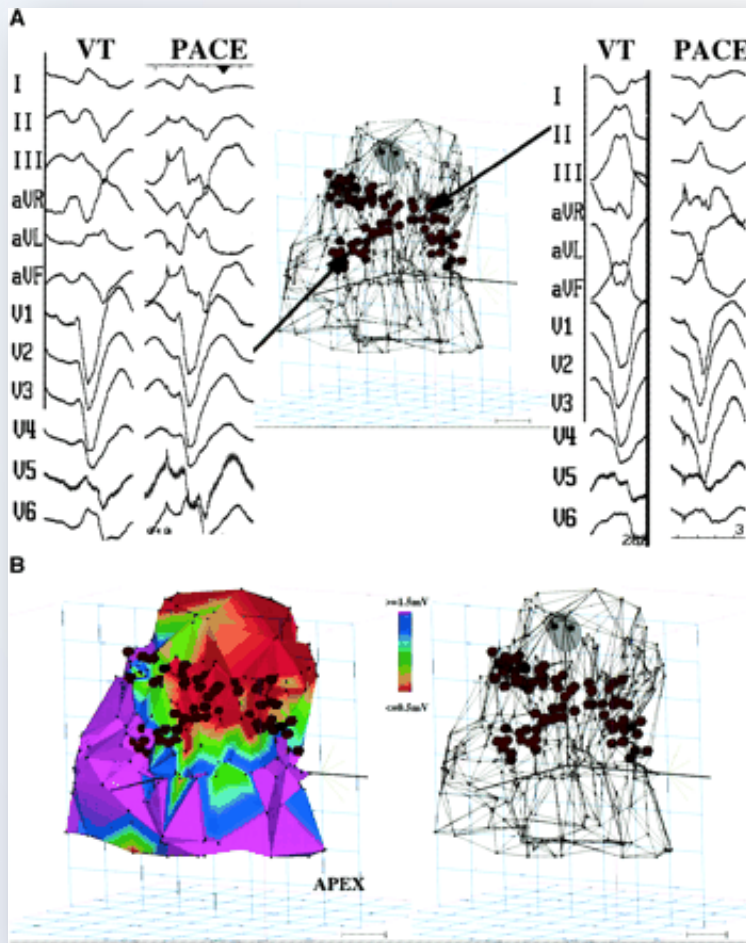 A
VT PACE
I
II
III
aVR
aVL
aVF
V1
V2
V3
V4
V5
V6
VT PACE
I
II
III
aVR
aVL
aVF
V1
V2
V3
V4
V5
V6
3
B
>=1.5mV
<=0.5mV
APEX